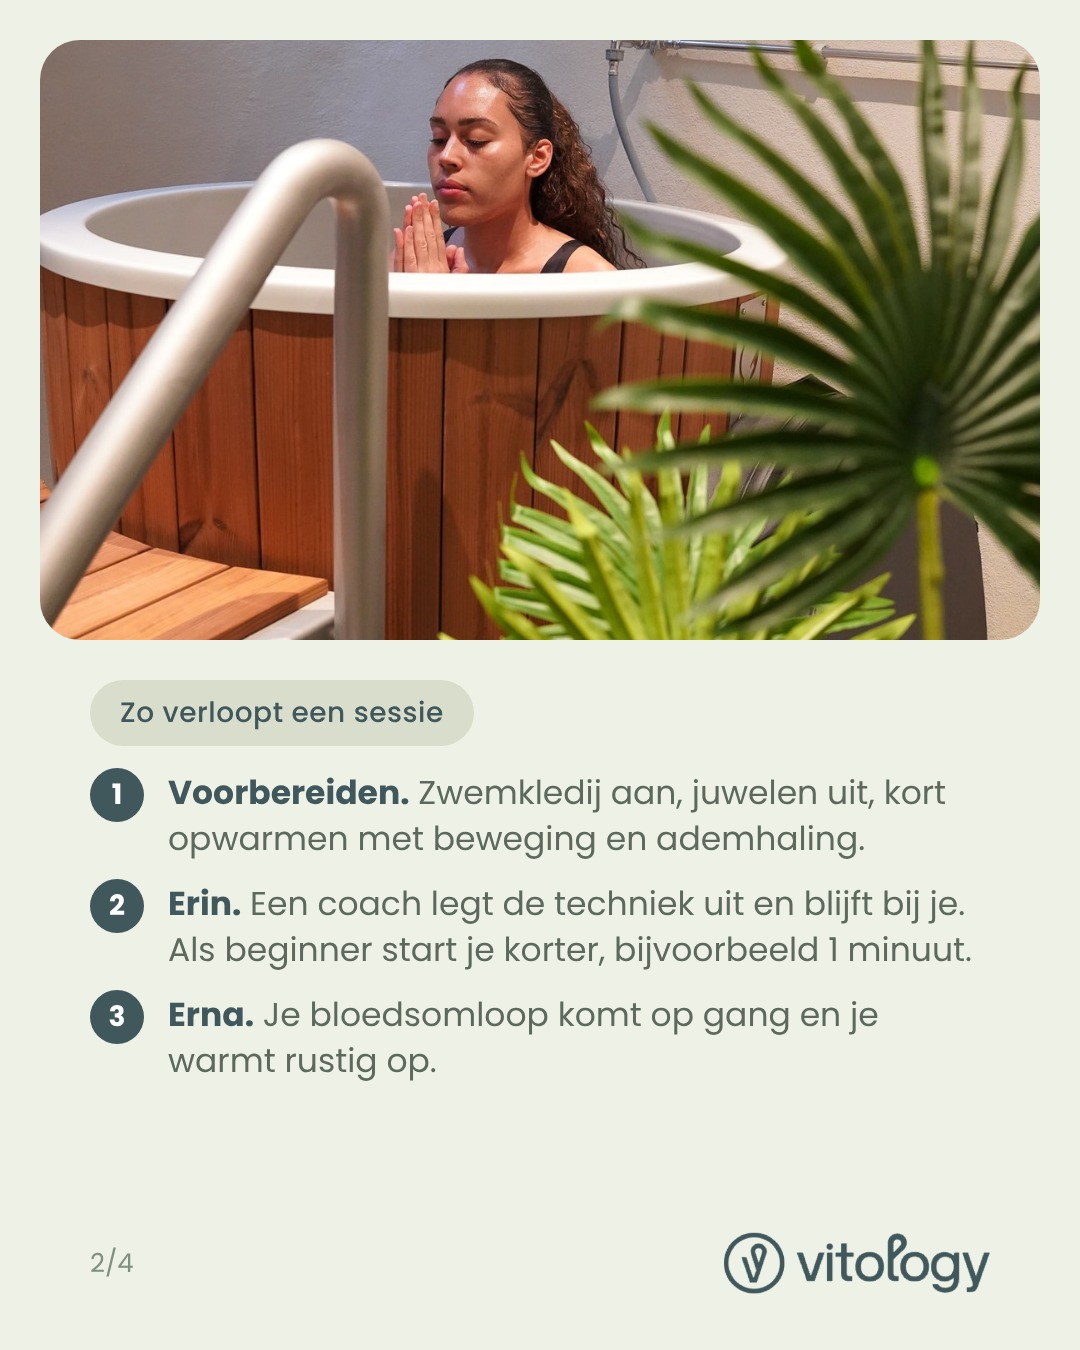 Zo verloopt een sessie
1 Voorbereiden. Zwemkledij aan, juwelen uit, kort
opwarmen met beweging en ademhaling.
2 Erin. Een coach legt de techniek uit en blijft bij je.
Als beginner start je korter, bijvoorbeeld 1 minuut.
3 Erna. Je bloedsomloop komt op gang en je
warmt rustig op.
2/4
vitology